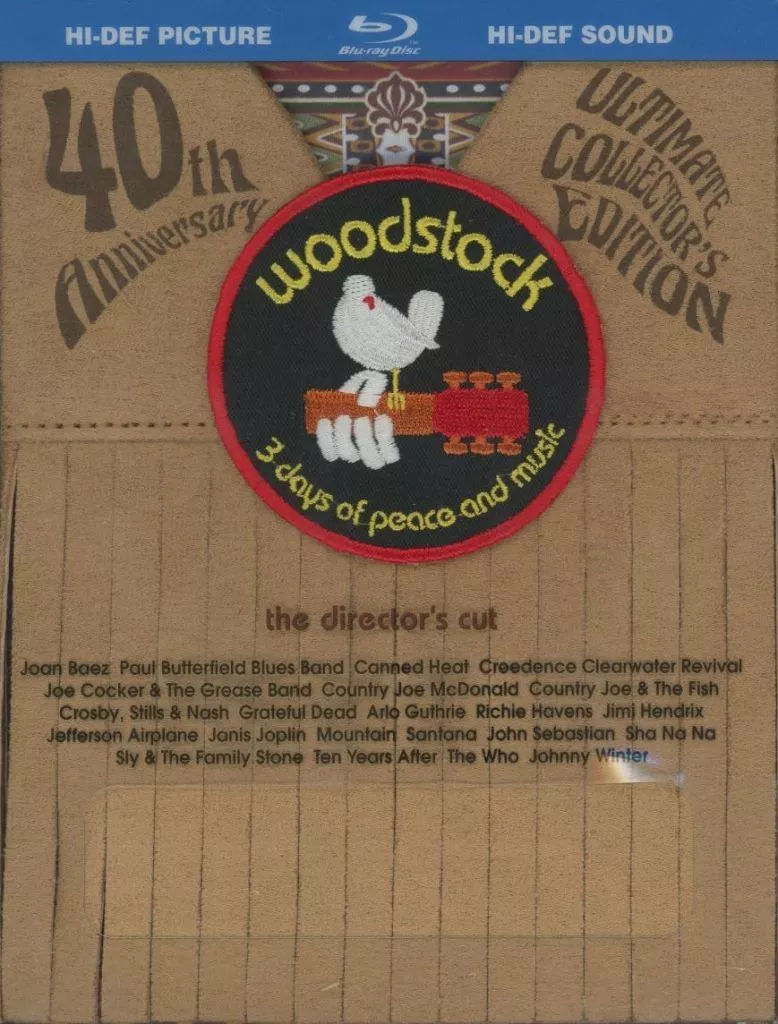 HI-DEF PICTURE
Blu-ray Disc
HI-DEF SOUND
40th
Anniversary
ULTIMATE
COLLECTOR'S
EDITION
woodstock
3 days of peace and music
the director's cut
Joan Baez Paul Butterfield Blues Band Canned Heat Creedence Clearwater Revival
Joe Cocker & The Grease Band Country Joe McDonald Country Joe & The Fish
Crosby, Stills & Nash Grateful Dead Arlo Guthrie Richie Havens Jimi Hendrix
Jefferson Airplane Janis Joplin Mountain Santana John Sebastian Sha Na Na
Sly & The Family Stone Ten Years After The Who Johnny Winter